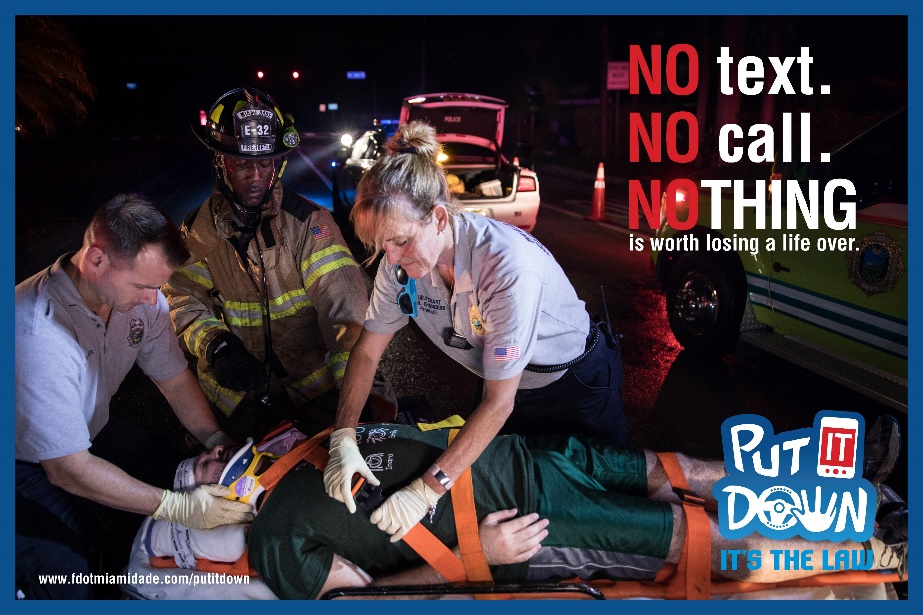 NO text.
NO call.
NOTHING
is worth losing a life over.
E-32
POLICE
LIEUTENANT
PUT IT
DOWN
IT'S THE LAW
www.fdotmiamidade.com/putitdown